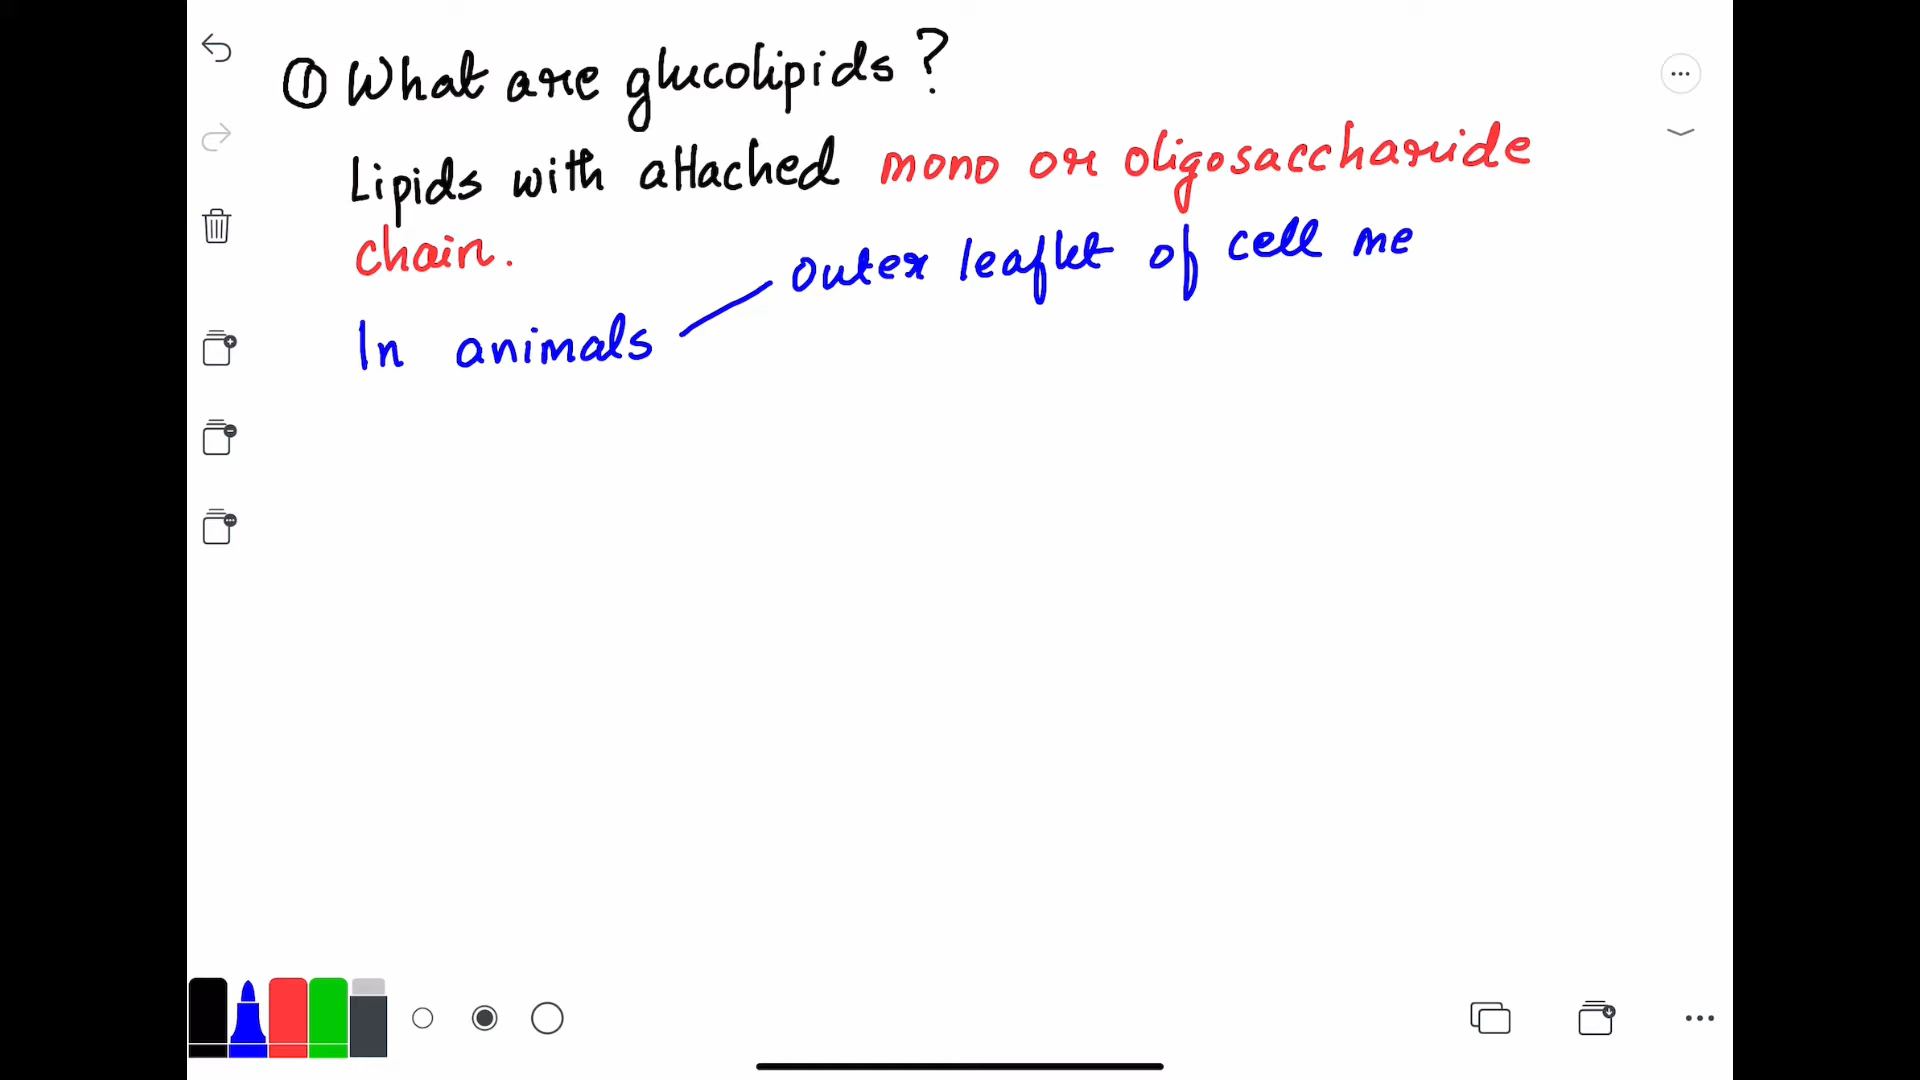 ① What are glucolipids?
Lipids with attached mono or oligosaccharide
chain.
outer leaflet of cell me
In animals